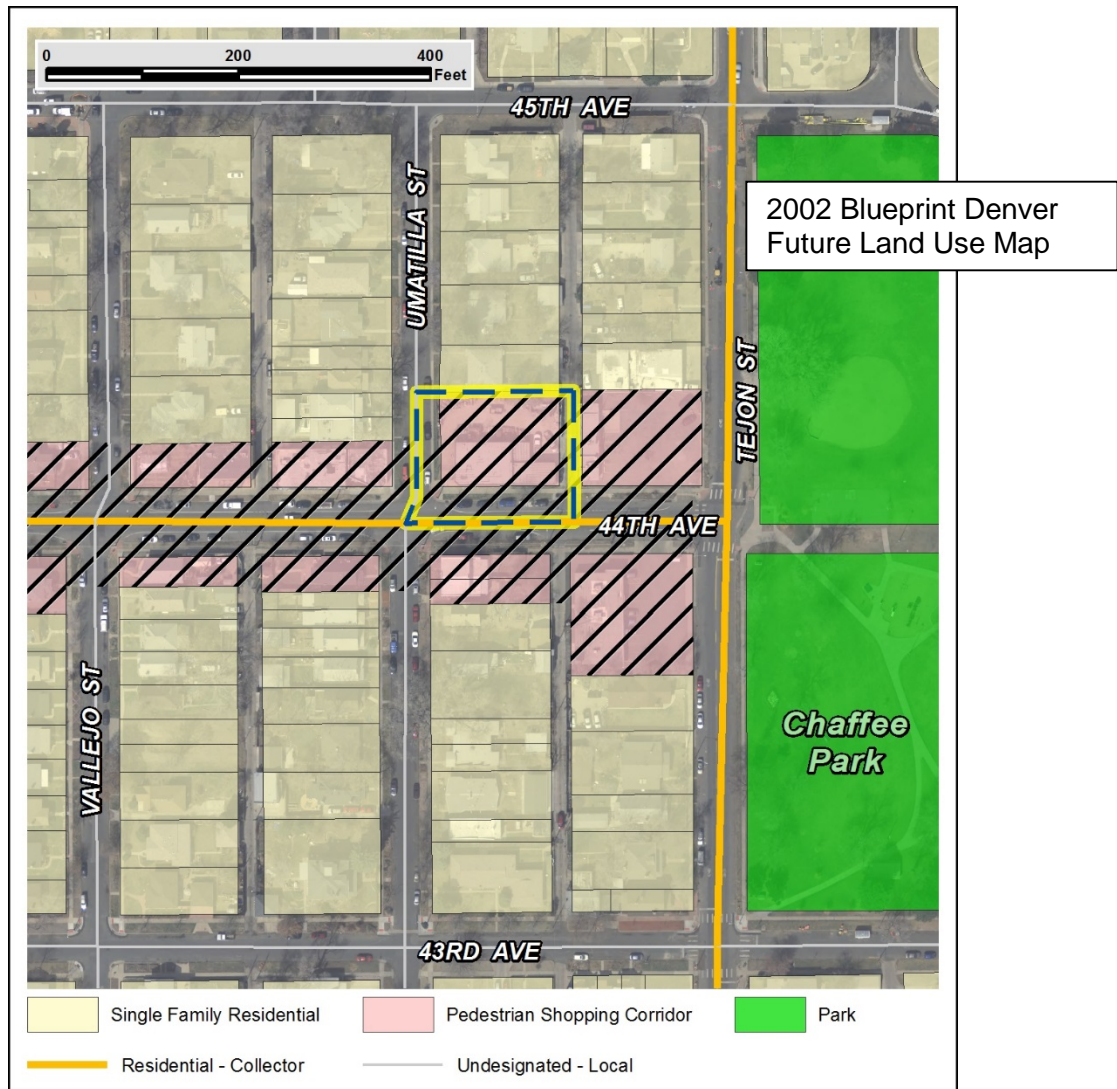 0 200 400
Feet
45TH AVE
UMATILLA ST
2002 Blueprint Denver
Future Land Use Map
TEJON ST
44TH AVE
VALLEJO ST
Chaffee
Park
43RD AVE
Single Family Residential
Pedestrian Shopping Corridor
Park
Residential - Collector
Undesignated - Local